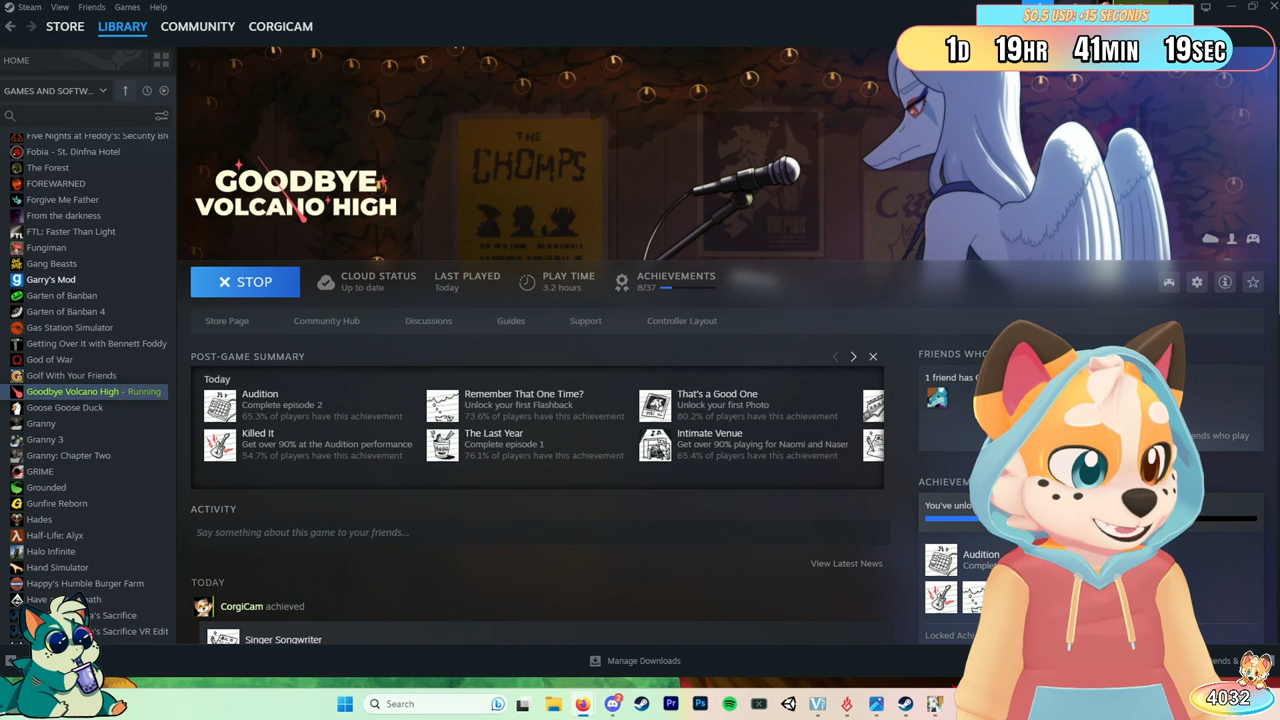 Steam View Friends Games Help
$0.5 USD: +15 SECONDS
STORE LIBRARY COMMUNITY CORGICAM
1D 19HR 41MIN 19SEC
HOME
GAMES AND SOFTW...
Five Nights at Freddy's: Security Br
Fobia - St. Dinfna Hotel
The Forest
FOREWARNED
Forgive Me Father
From the darkness
FTL: Faster Than Light
Fungiman
Gang Beasts
Garry's Mod
Garten of Banban
Garten of Banban 4
Gas Station Simulator
Getting Over It with Bennett Foddy
God of War
Golf With Your Friends
Goodbye Volcano High - Running
Goose Goose Duck
Granny
Granny 3
Granny: Chapter Two
GRIME
Grounded
Gunfire Reborn
Hades
Half-Life: Alyx
Halo Infinite
Hand Simulator
Happy's Humble Burger Farm
's Sacrifice
's Sacrifice VR Edit
THE
CHOMPS
GOODBYE
VOLCANO HIGH
STOP
CLOUD STATUS
Up to date
LAST PLAYED
Today
PLAY TIME
3.2 hours
ACHIEVEMENTS
8/37
Store Page Community Hub Discussions Guides Support Controller Layout
POST-GAME SUMMARY
Today
Audition
Complete episode 2
65.3% of players have this achievement
Remember That One Time?
Unlock your first Flashback
73.6% of players have this achievement
That's a Good One
Unlock your first Photo
80.2% of players have this achievement
Killed It
Get over 90% at the Audition performance
54.7% of players have this achievement
The Last Year
Complete episode 1
76.1% of players have this achievement
Intimate Venue
Get over 90% playing for Naomi and Naser
65.4% of players have this achievement
ACTIVITY
Say something about this game to your friends...
View Latest News
TODAY
CorgiCam achieved
Singer Songwriter
FRIENDS WHO
1 friend has
ends who play
ACHIEVEM
You've unlo
Audition
Comple
Locked Achi
Manage Downloads
Search
2
4032